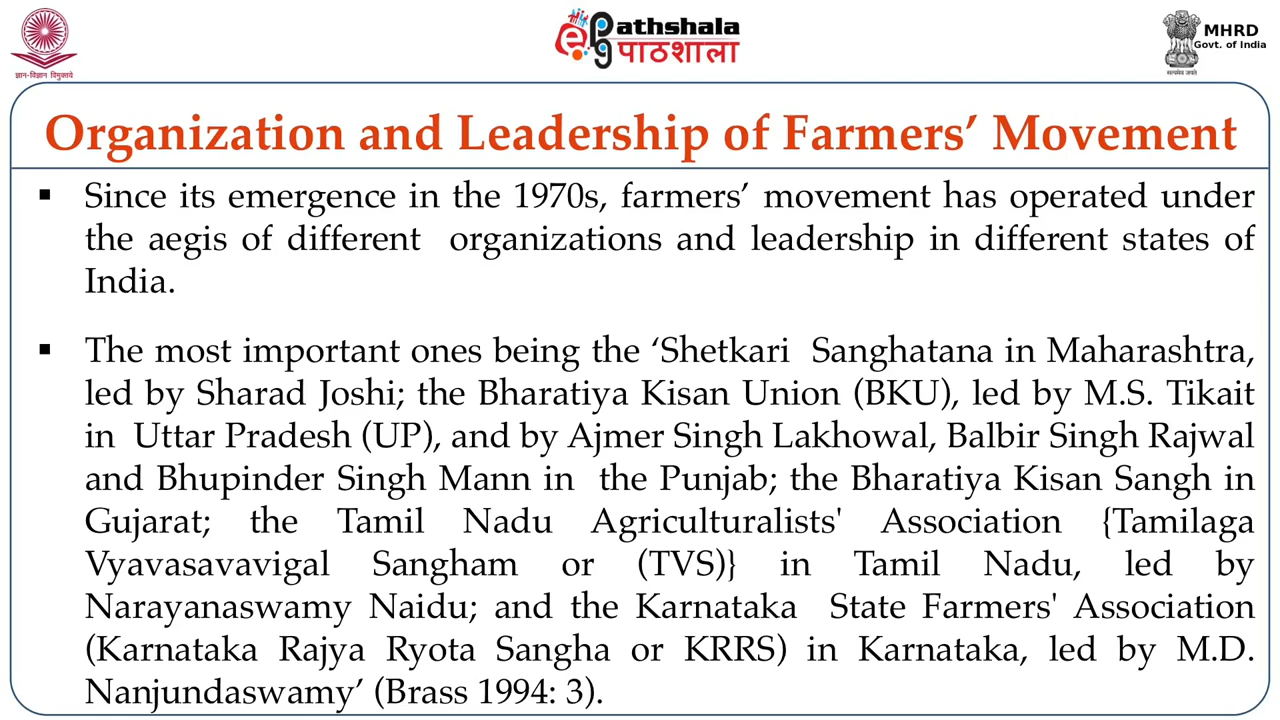 ज्ञान-विज्ञान विमुक्तये
ePg
athshala
पाठशाला
MHRD
Govt. of India
सत्यमेव जयते
Organization and Leadership of Farmers’ Movement
▪ Since its emergence in the 1970s, farmers’ movement has operated under
the aegis of different organizations and leadership in different states of
India.
▪ The most important ones being the ‘Shetkari Sanghatana in Maharashtra,
led by Sharad Joshi; the Bharatiya Kisan Union (BKU), led by M.S. Tikait
in Uttar Pradesh (UP), and by Ajmer Singh Lakhowal, Balbir Singh Rajwal
and Bhupinder Singh Mann in the Punjab; the Bharatiya Kisan Sangh in
Gujarat; the Tamil Nadu Agriculturalists' Association {Tamilaga
Vyavasavavigal Sangham or (TVS)} in Tamil Nadu, led by
Narayanaswamy Naidu; and the Karnataka State Farmers' Association
(Karnataka Rajya Ryota Sangha or KRRS) in Karnataka, led by M.D.
Nanjundaswamy’ (Brass 1994: 3).